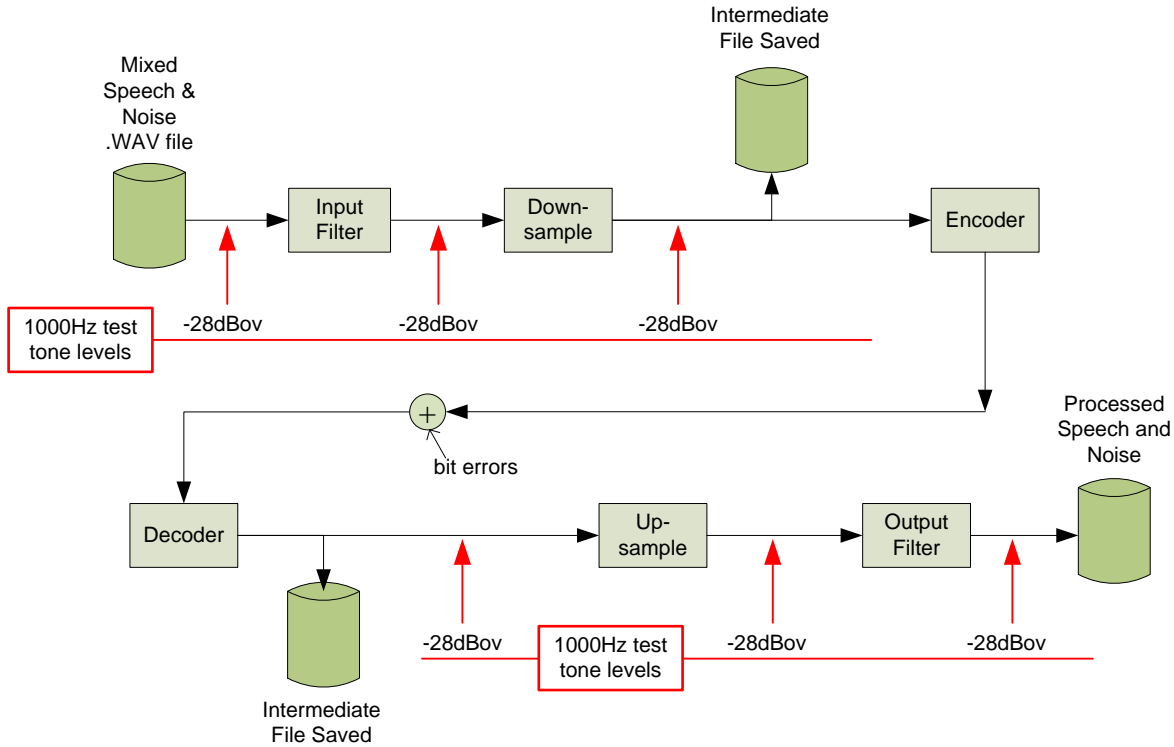 Intermediate
File Saved
Mixed
Speech &
Noise
.WAV file
Input
Filter
Down-
sample
Encoder
1000Hz test
tone levels
-28dBov
-28dBov
-28dBov
+
bit errors
Processed
Speech and
Noise
Decoder
Up-
sample
Output
Filter
-28dBov
1000Hz test
tone levels
-28dBov
-28dBov
Intermediate
File Saved